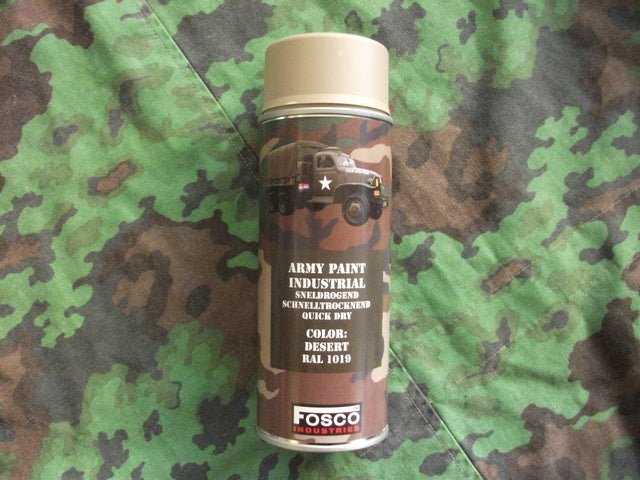 ARMY PAINT
INDUSTRIAL
SNELDROGEND
SCHNELLTROCKNEND
QUICK DRY
COLOR:
DESERT
RAL 1019
FOSCO
INDUSTRIES